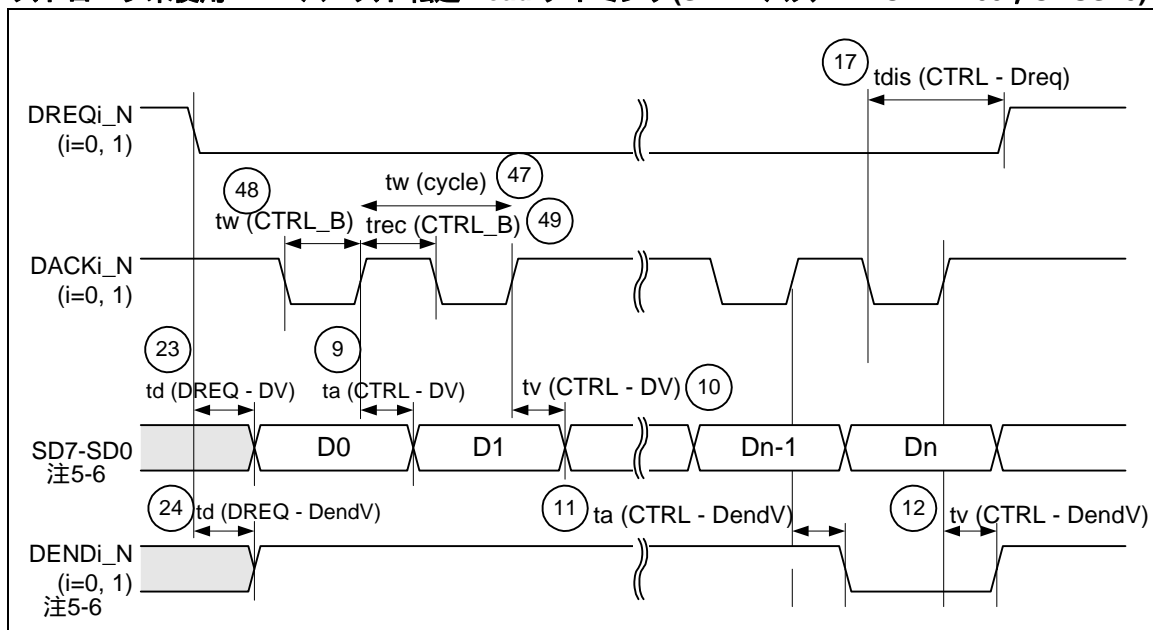 17
tdis (CTRL - Dreq)
DREQi_N
(i=0, 1)
48
tw (cycle)
47
tw (CTRL_B)
trec (CTRL_B)
49
DACKi_N
(i=0, 1)
23
9
td (DREQ - DV)
ta (CTRL - DV)
tv (CTRL - DV)
10
SD7-SD0
注5-6
D0
D1
Dn-1
Dn
24
td (DREQ - DendV)
11
ta (CTRL - DendV)
12
tv (CTRL - DendV)
DENDi_N
(i=0, 1)
注5-6